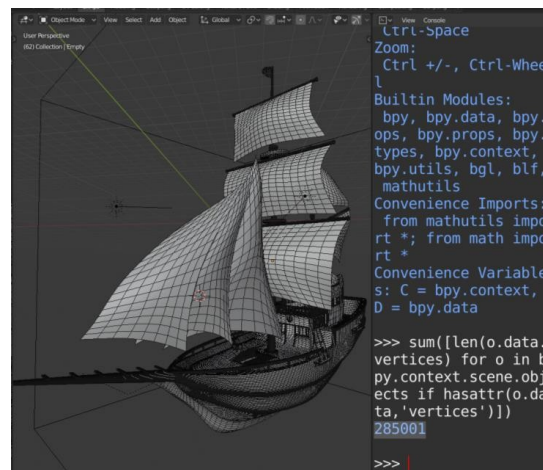 Object Mode View Select Add Object Global
View Console
User Perspective
(62) Collection | Empty
Ctrl-Space
Zoom:
Ctrl +/-, Ctrl-Whee
l
Builtin Modules:
bpy, bpy.data, bpy.
ops, bpy.props, bpy.
types, bpy.context,
bpy.utils, bgl, blf,
mathutils
Convenience Imports:
from mathutils impo
rt *; from math impo
rt *
Convenience Variable
s: C = bpy.context,
D = bpy.data
>>> sum([len(o.data.
vertices) for o in b
py.context.scene.obj
ects if hasattr(o.da
ta,'vertices')])
285001
>>>